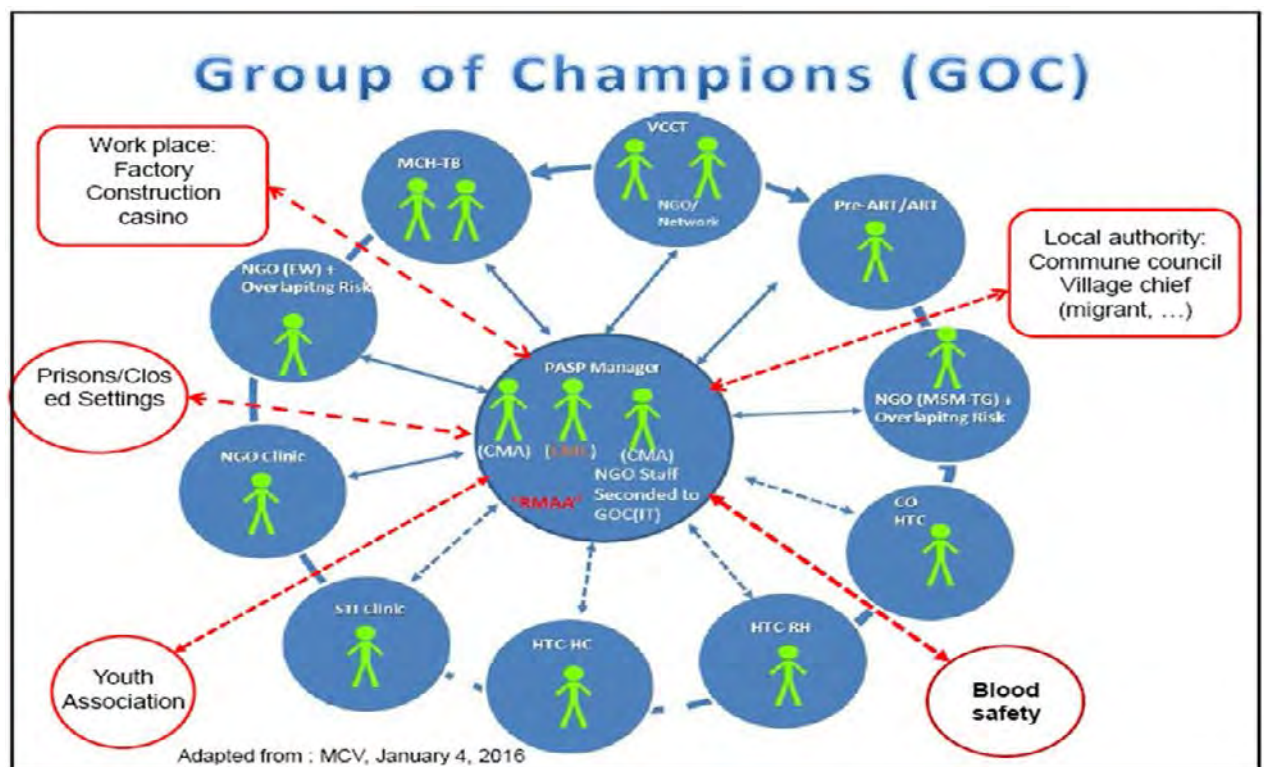 Group of Champions (GOC)
Work place:
Factory
Construction
casino
MCH-TB
VCCT
NGO/
Network
Pre-ART/ART
Local authority:
Commune council
Village chief
(migrant, ...)
NGO (EW) +
Overlapitng Risk
Prisons/Clos
ed Settings
PASP Manager
(CMA)
(CMA)
NGO Staff
Seconded to
GOC(IT)
"RMAA"
NGO (MSM-TG) +
Overlapitng Risk
NGO Clinic
CO
HTC
STI Clinic
HTC-HC
HTC-RH
Youth
Association
Blood
safety
Adapted from : MCV, January 4, 2016